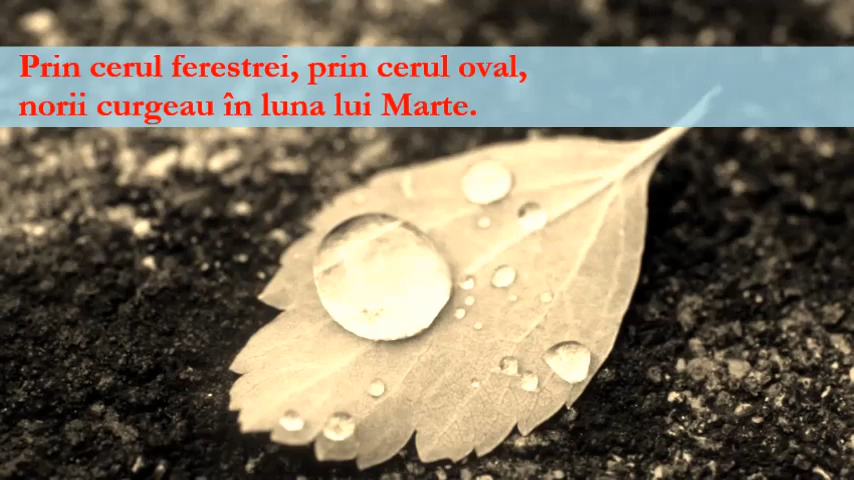 Prin cerul ferestrei, prin cerul oval,
norii curgeau în luna lui Marte.